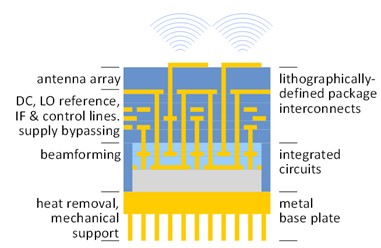 antenna array
DC, LO reference,
IF & control lines.
supply bypassing
beamforming
heat removal,
mechanical
support
lithographically-
defined package
interconnects
integrated
circuits
metal
base plate